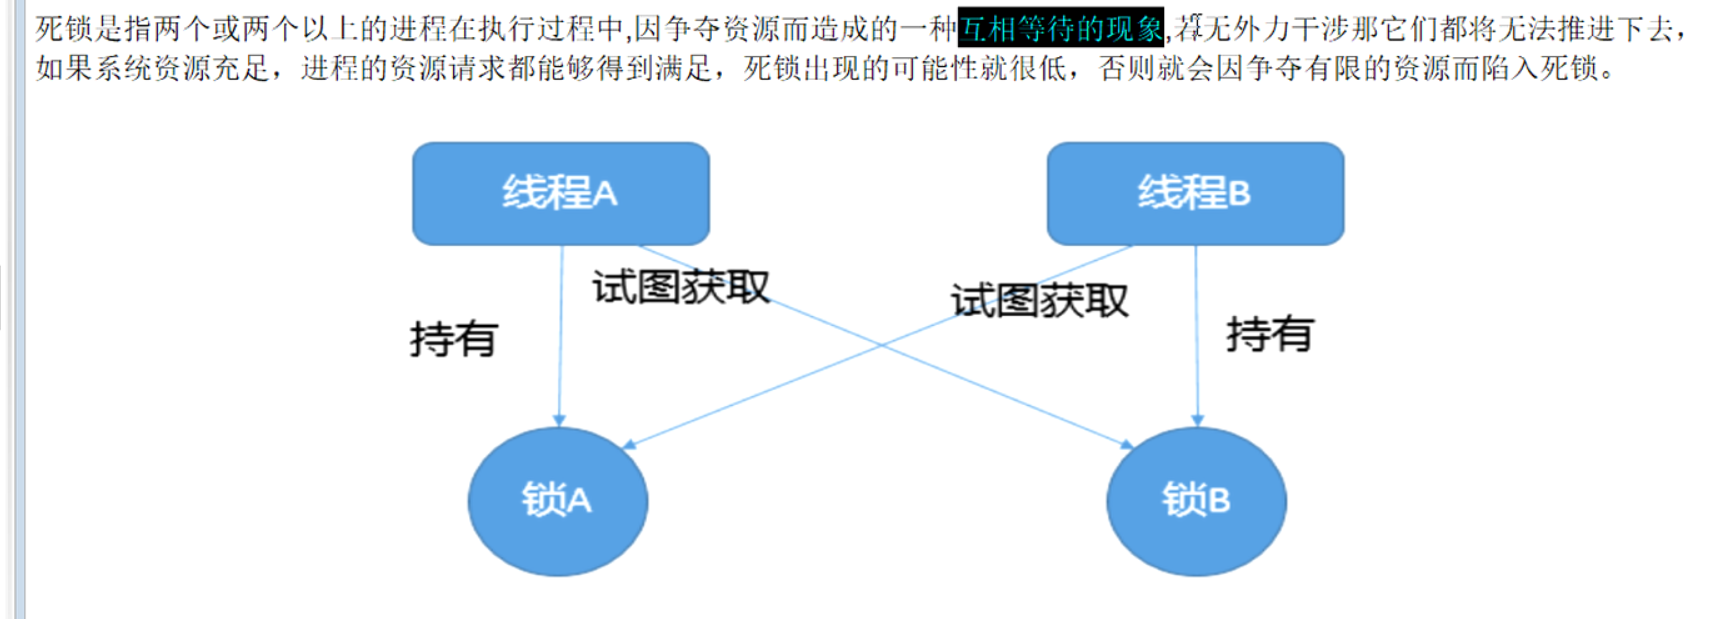 死锁是指两个或两个以上的进程在执行过程中,因争夺资源而造成的一种互相等待的现象,若无外力干涉那它们都将无法推进下去，
如果系统资源充足，进程的资源请求都能够得到满足，死锁出现的可能性就很低，否则就会因争夺有限的资源而陷入死锁。
线程A
线程B
试图获取
试图获取
持有
持有
锁A
锁B